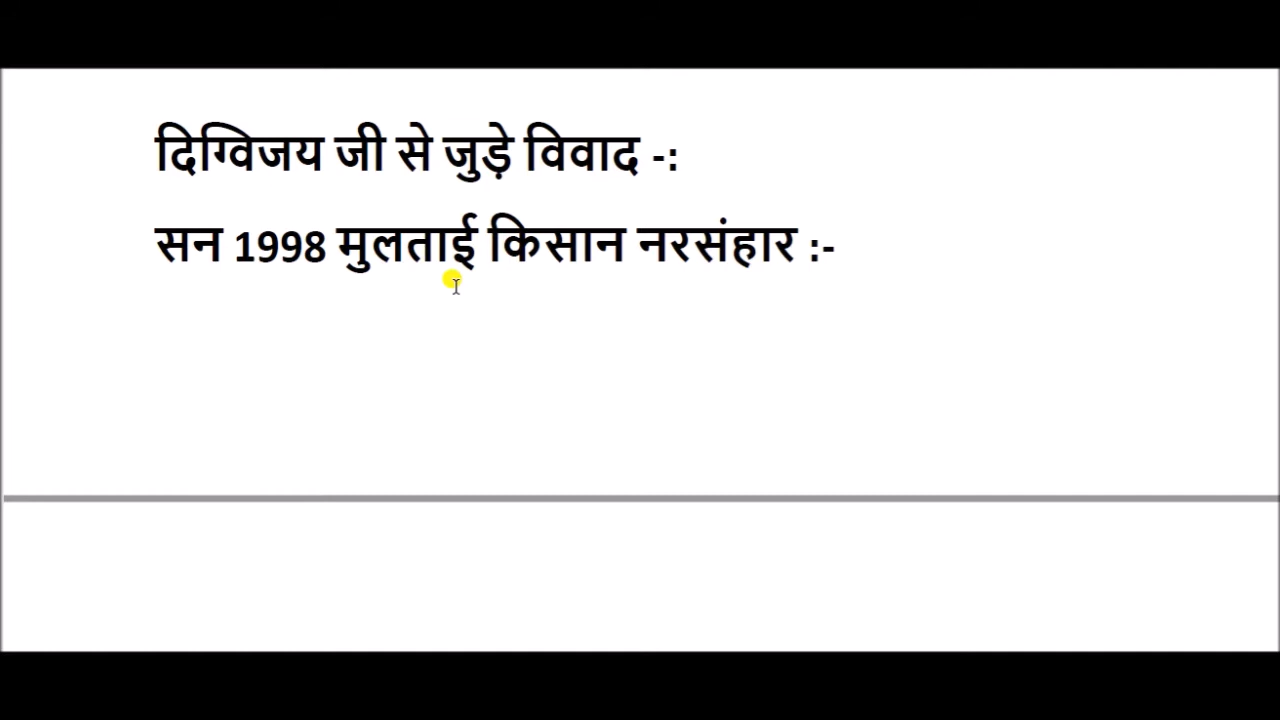 दिग्विजय जी से जुड़े विवाद -:
सन 1998 मुलताई किसान नरसंहार :-